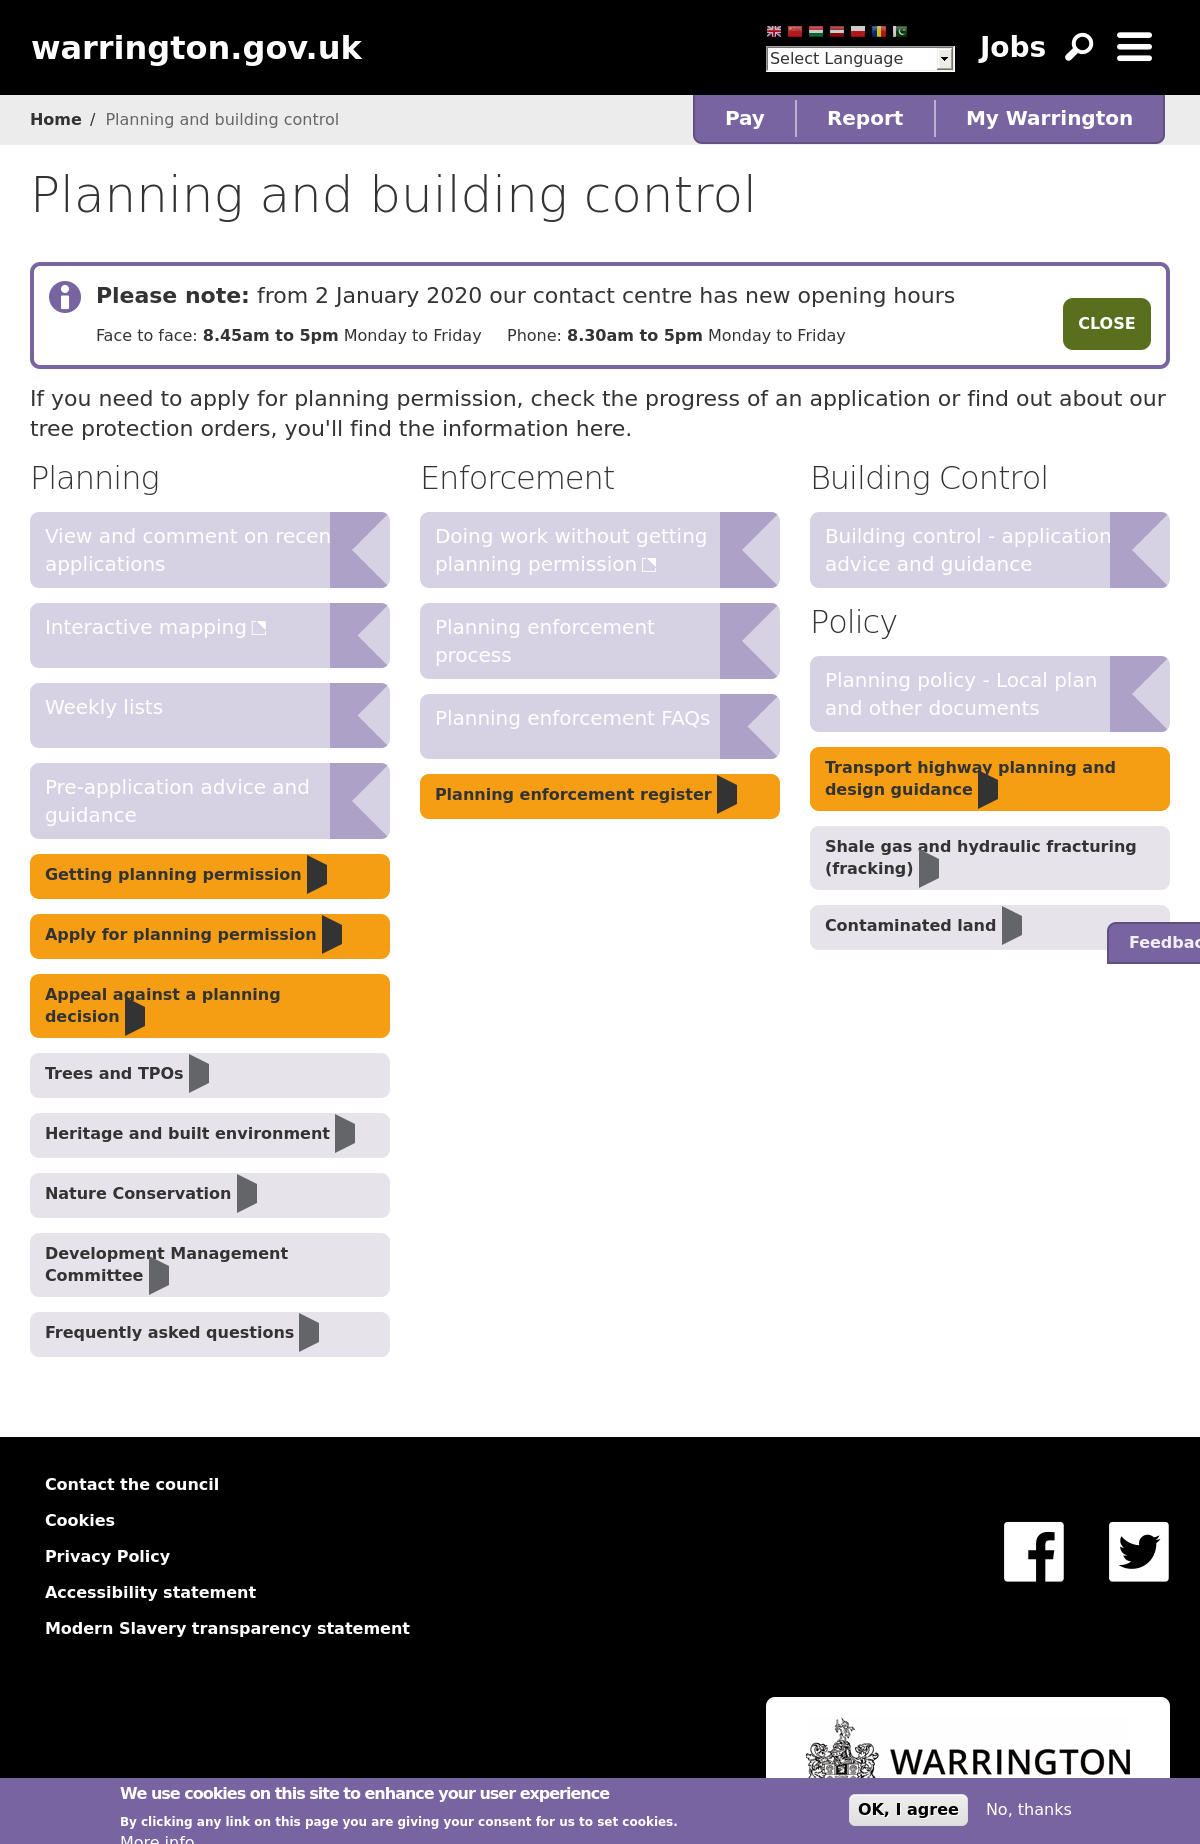 warrington.gov.uk
Select Language
Jobs
Home / Planning and building control
Pay
Report
My Warrington
Planning and building control
Please note: from 2 January 2020 our contact centre has new opening hours
Face to face: 8.45am to 5pm Monday to Friday Phone: 8.30am to 5pm Monday to Friday
CLOSE
If you need to apply for planning permission, check the progress of an application or find out about our
tree protection orders, you'll find the information here.
Planning
View and comment on recen
applications
Interactive mapping
Weekly lists
Pre-application advice and
guidance
Getting planning permission
Apply for planning permission
Appeal against a planning
decision
Trees and TPOs
Heritage and built environment
Nature Conservation
Development Management
Committee
Frequently asked questions
Enforcement
Doing work without getting
planning permission
Planning enforcement
process
Planning enforcement FAQs
Planning enforcement register
Building Control
Building control - application
advice and guidance
Policy
Planning policy - Local plan
and other documents
Transport highway planning and
design guidance
Shale gas and hydraulic fracturing
(fracking)
Contaminated land
Feedbac
Contact the council
Cookies
Privacy Policy
Accessibility statement
Modern Slavery transparency statement
WARRINGTON
We use cookies on this site to enhance your user experience
By clicking any link on this page you are giving your consent for us to set cookies.
More info
OK, I agree
No, thanks